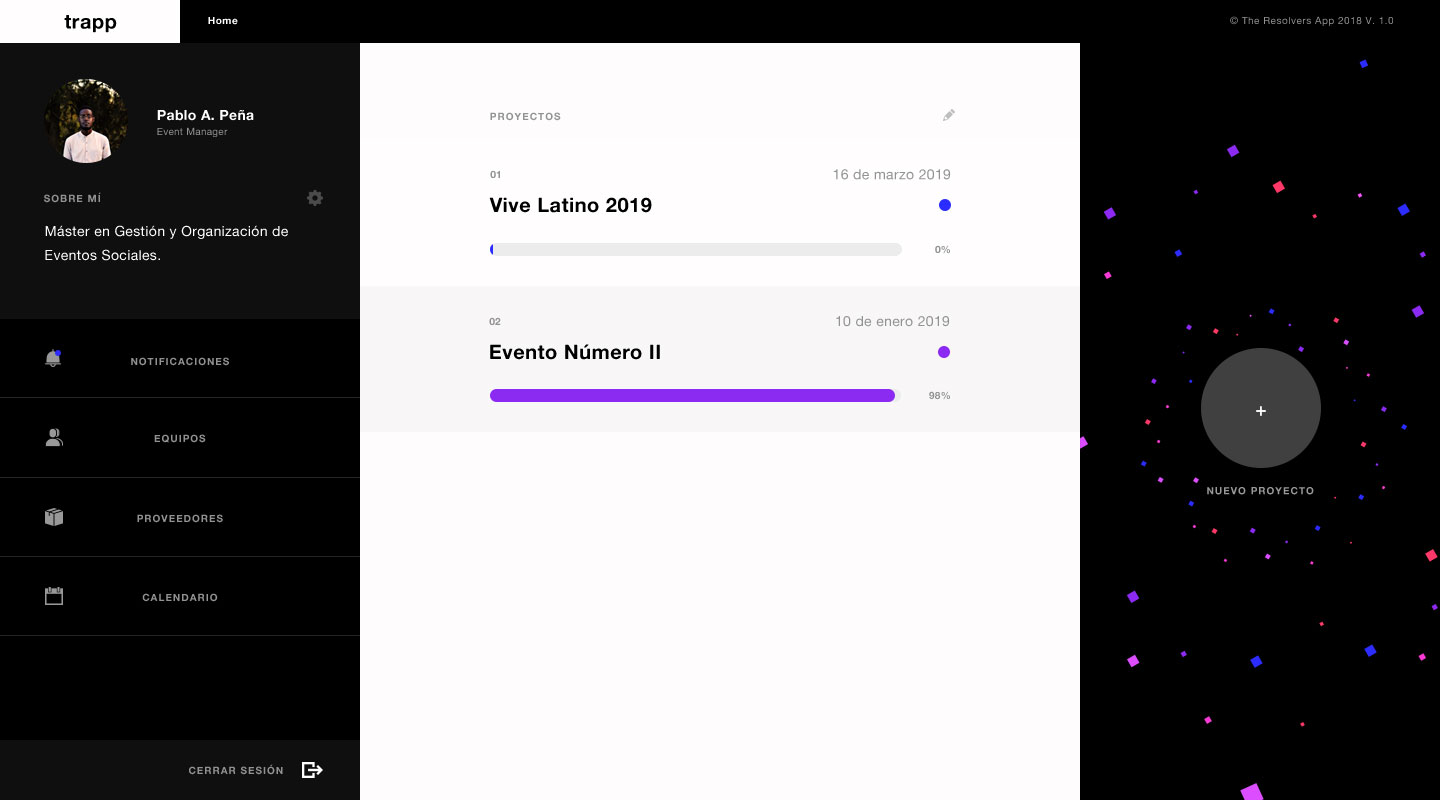 trapp
Home
© The Resolvers App 2018 V. 1.0
Pablo A. Peña
Event Manager
SOBRE MÍ
Máster en Gestión y Organización de
Eventos Sociales.
NOTIFICACIONES
EQUIPOS
PROVEEDORES
CALENDARIO
CERRAR SESIÓN
PROYECTOS
01
16 de marzo 2019
Vive Latino 2019
0%
02
10 de enero 2019
Evento Número II
98%
+
NUEVO PROYECTO